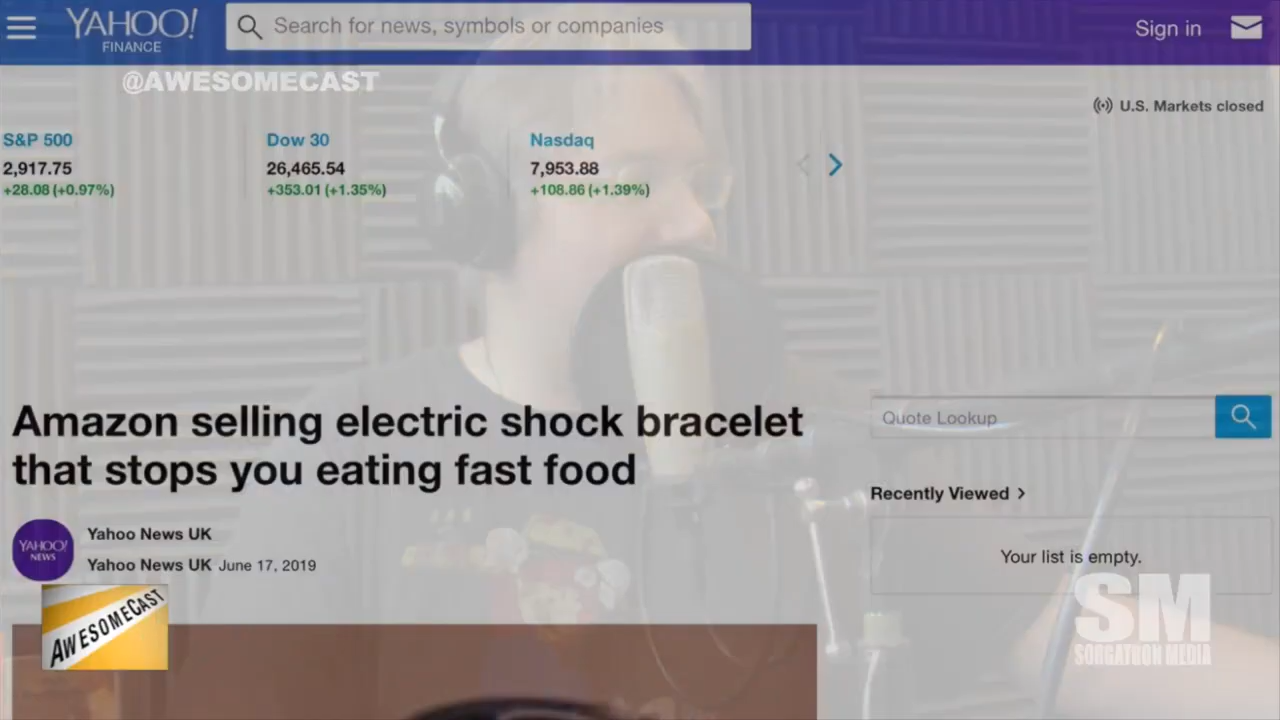 YAHOO!
FINANCE
Search for news, symbols or companies
Sign in
@AWESOMECAST
U.S. Markets closed
S&P 500
2,917.75
+28.08 (+0.97%)
Dow 30
26,465.54
+353.01 (+1.35%)
Nasdaq
7,953.88
+108.86 (+1.39%)
Amazon selling electric shock bracelet
that stops you eating fast food
Quote Lookup
Recently Viewed >
YAHOO!
NEWS
Yahoo News UK
Yahoo News UK June 17, 2019
Your list is empty.
AWESOMECAST
SM
SORGATRON MEDIA